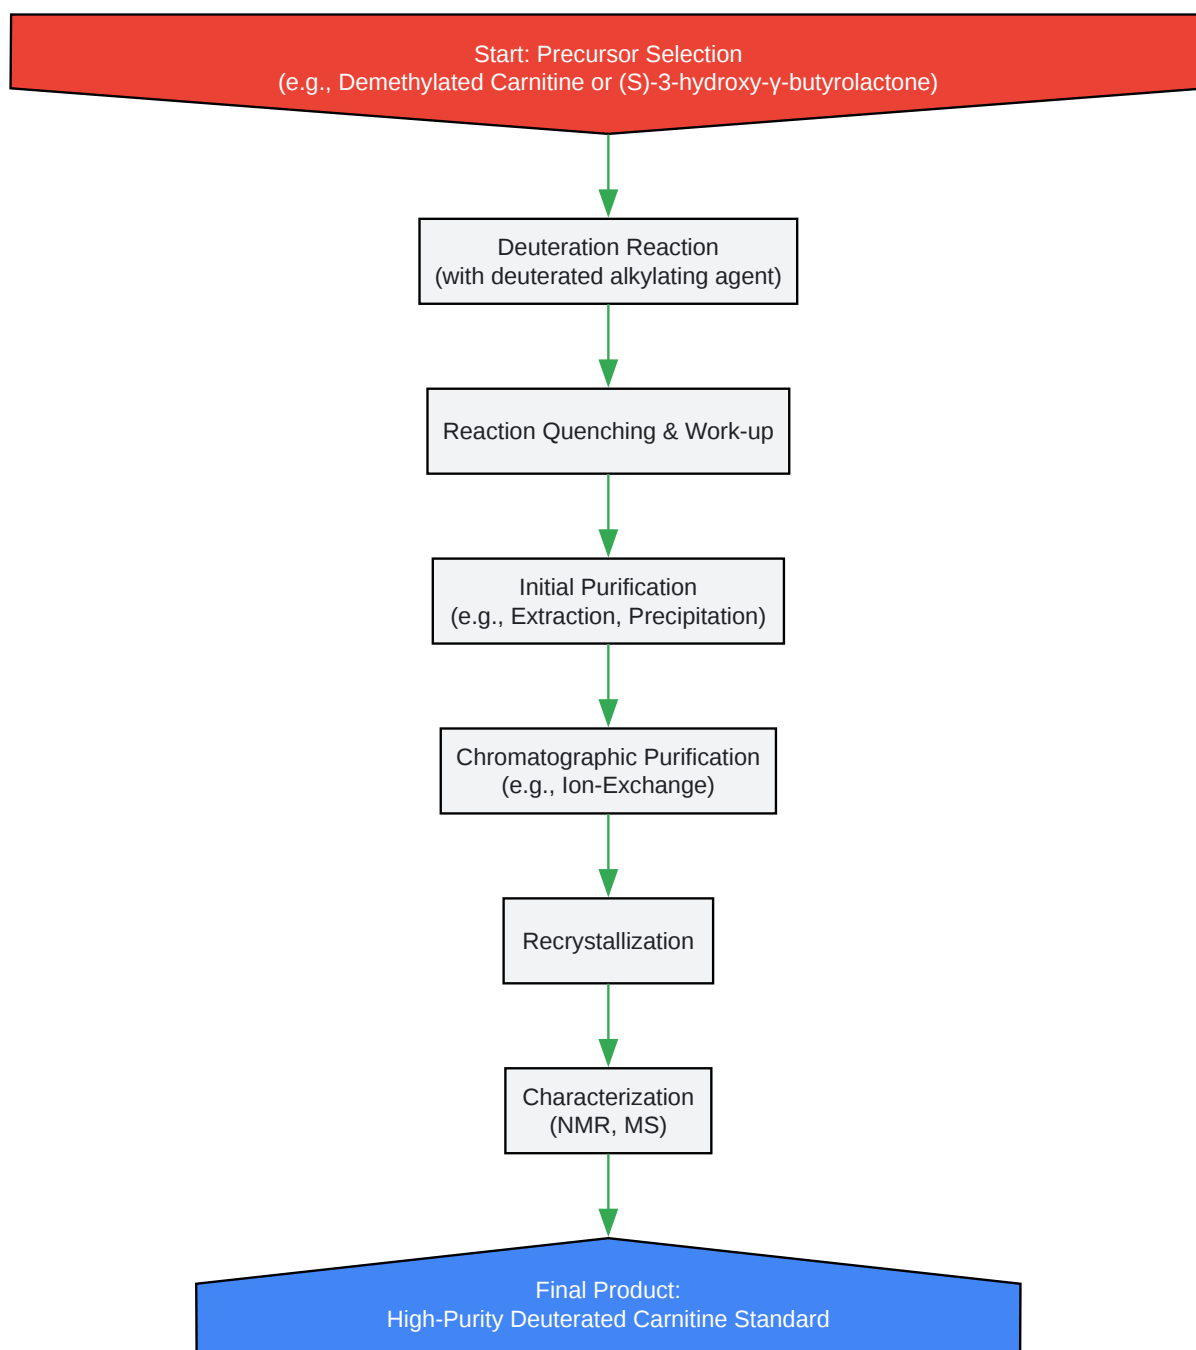 Start: Precursor Selection
(e.g., Demethylated Carnitine or (S)-3-hydroxy-γ-butyrolactone)
Deuteration Reaction
(with deuterated alkylating agent)
Reaction Quenching & Work-up
Initial Purification
(e.g., Extraction, Precipitation)
Chromatographic Purification
(e.g., Ion-Exchange)
Recrystallization
Characterization
(NMR, MS)
Final Product:
High-Purity Deuterated Carnitine Standard